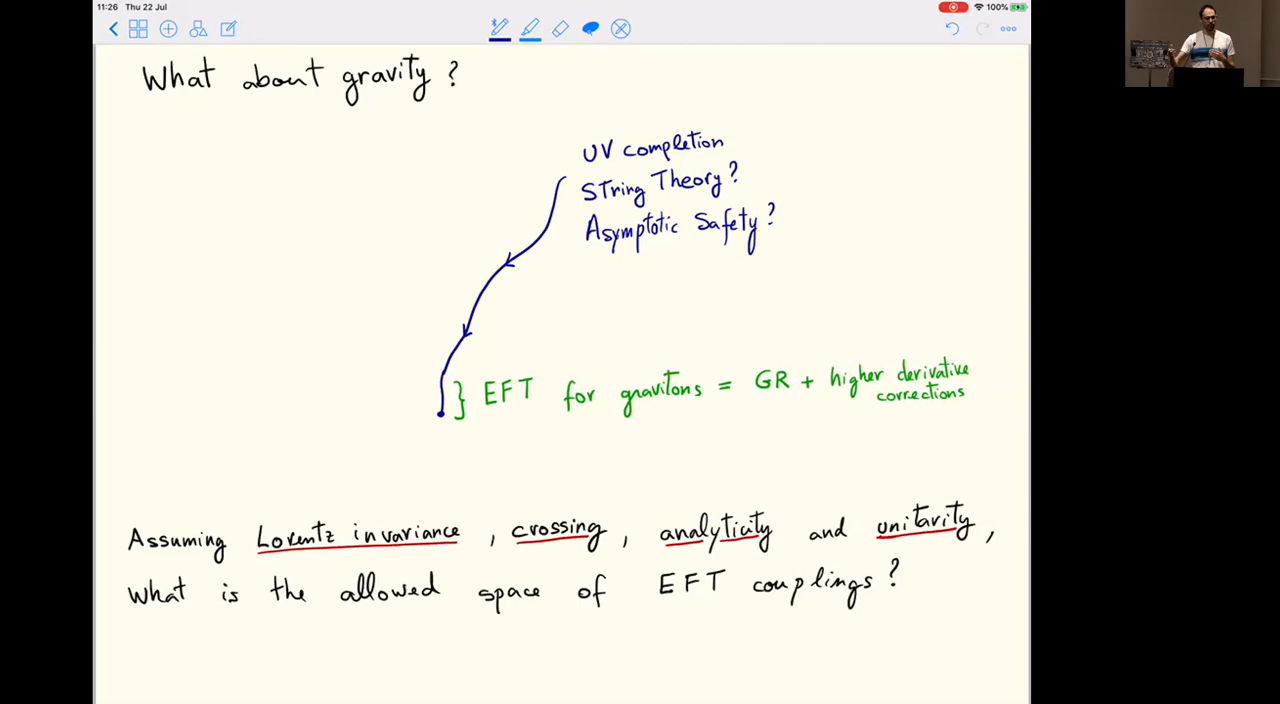 11:26 Thu 22 Jul
100%
What about gravity ?
UV completion
STring Theory ?
Asymptotic Safety ?
} EFT for gravitons = GR + higher derivative
corrections
Assuming Lorentz invariance , crossing , analyticity and unitarity ,
What is the allowed space of EFT couplings ?